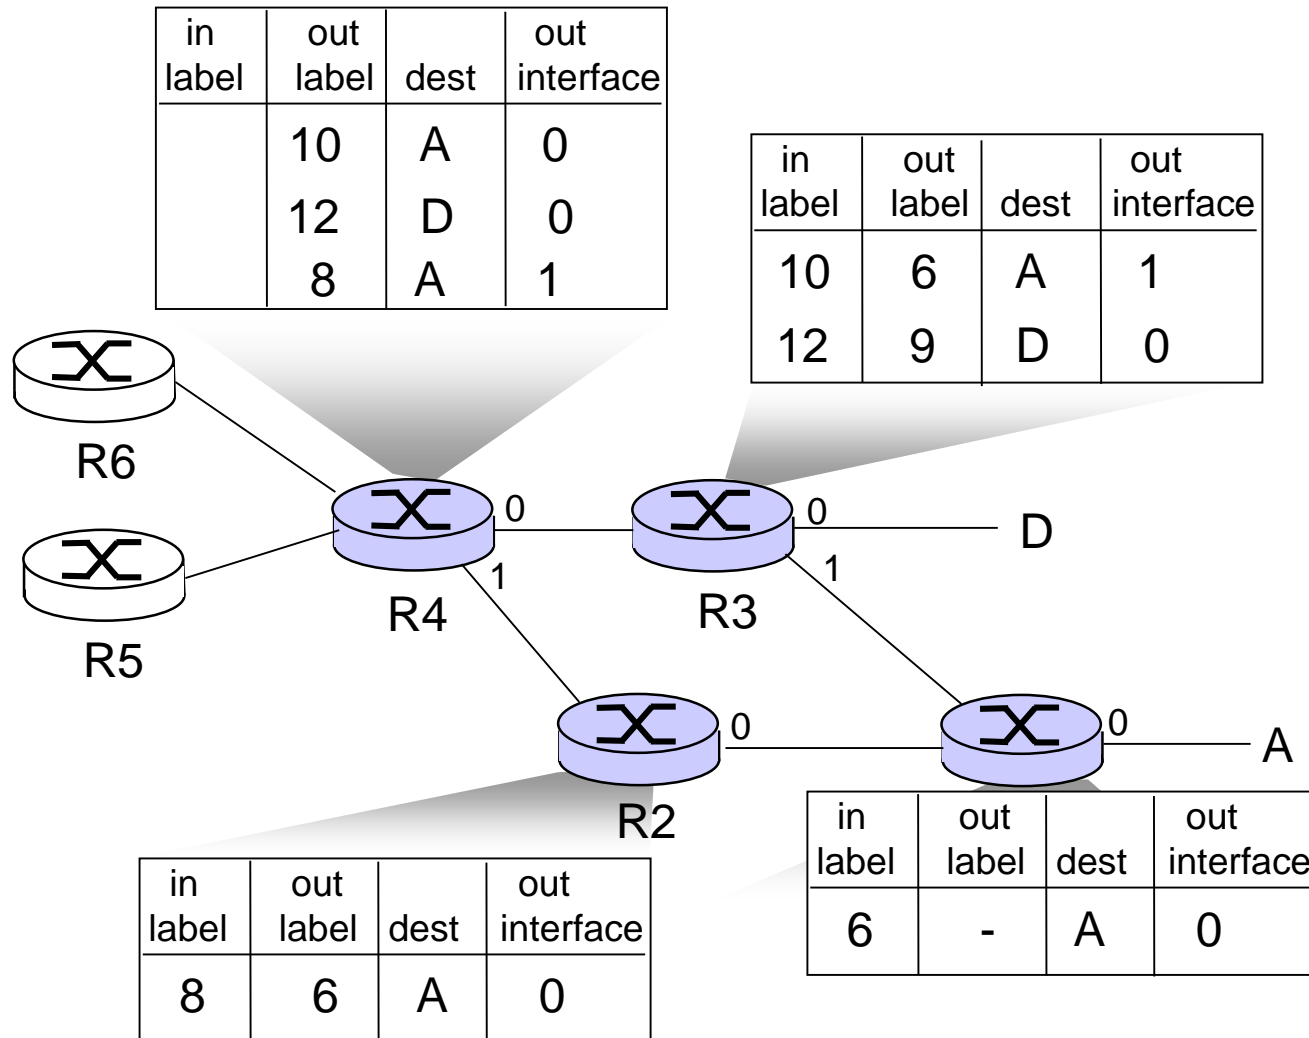 in out out
label label dest interface
10 A 0
12 D 0
8 A 1
in out out
label label dest interface
10 6 A 1
12 9 D 0
R6
R5
R4
0
1
R3
0
1
D
R2
0
0
A
in out out
label label dest interface
8 6 A 0
in out out
label label dest interface
6 - A 0